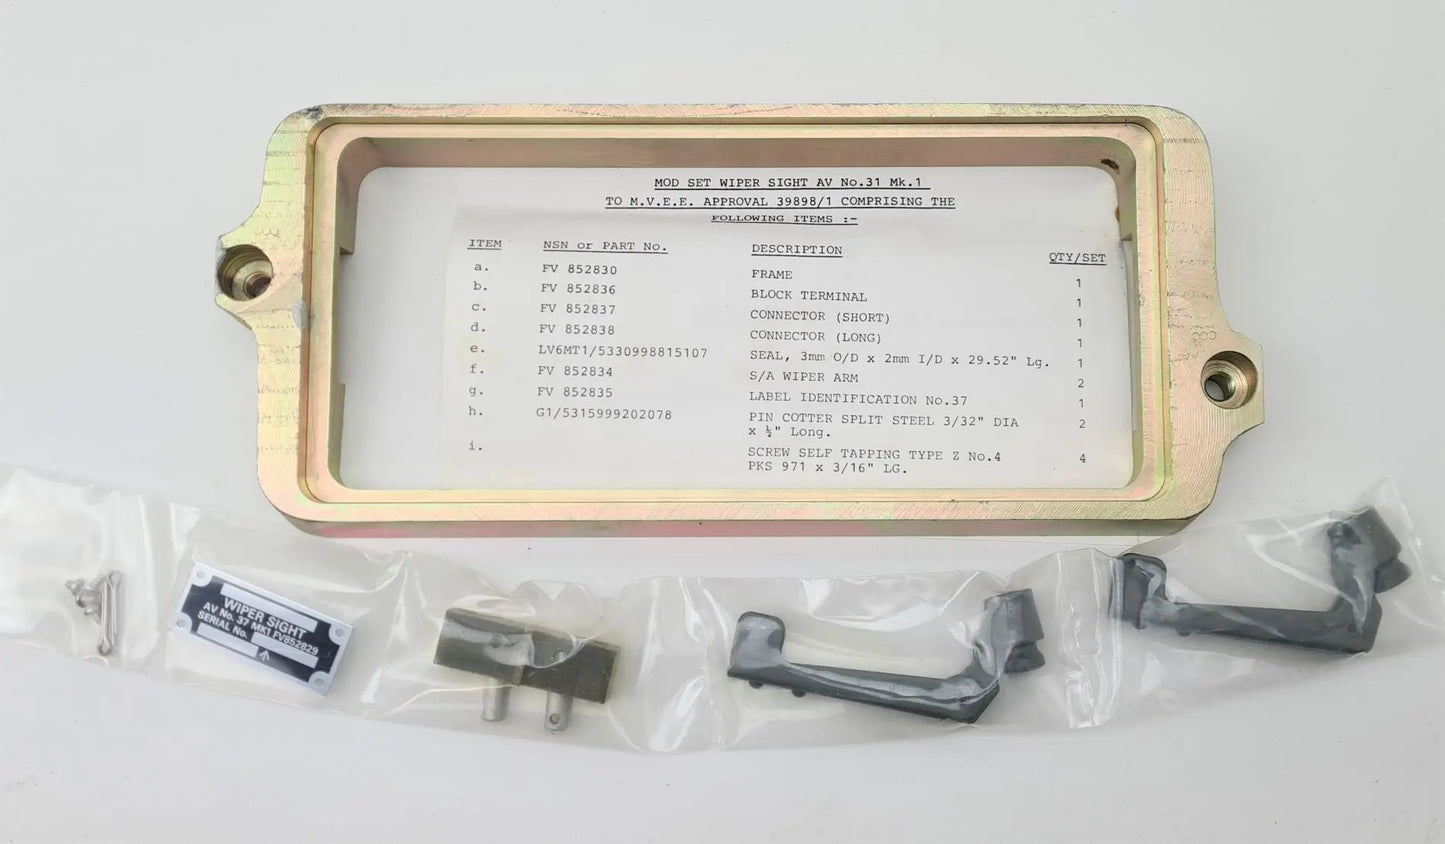 MOD SET WIPER SIGHT AV No.31 Mk.1
TO M.V.E.E. APPROVAL 39898/1 COMPRISING THE
FOLLOWING ITEMS :-
ITEM NSN or PART No. DESCRIPTION QTY/SET
a. FV 852830 FRAME 1
b. FV 852836 BLOCK TERMINAL 1
c. FV 852837 CONNECTOR (SHORT) 1
d. FV 852838 CONNECTOR (LONG) 1
e. LV6MT1/5330998815107 SEAL, 3mm O/D x 2mm I/D x 29.52" Lg. 1
f. FV 852834 S/A WIPER ARM 2
g. FV 852835 LABEL IDENTIFICATION No.37 1
h. G1/5315999202078 PIN COTTER SPLIT STEEL 3/32" DIA 2
x ½" Long.
i. SCREW SELF TAPPING TYPE Z No.4 4
PKS 971 x 3/16" LG.
WIPER SIGHT
AV No. 37 MK1 FV852829
SERIAL No.